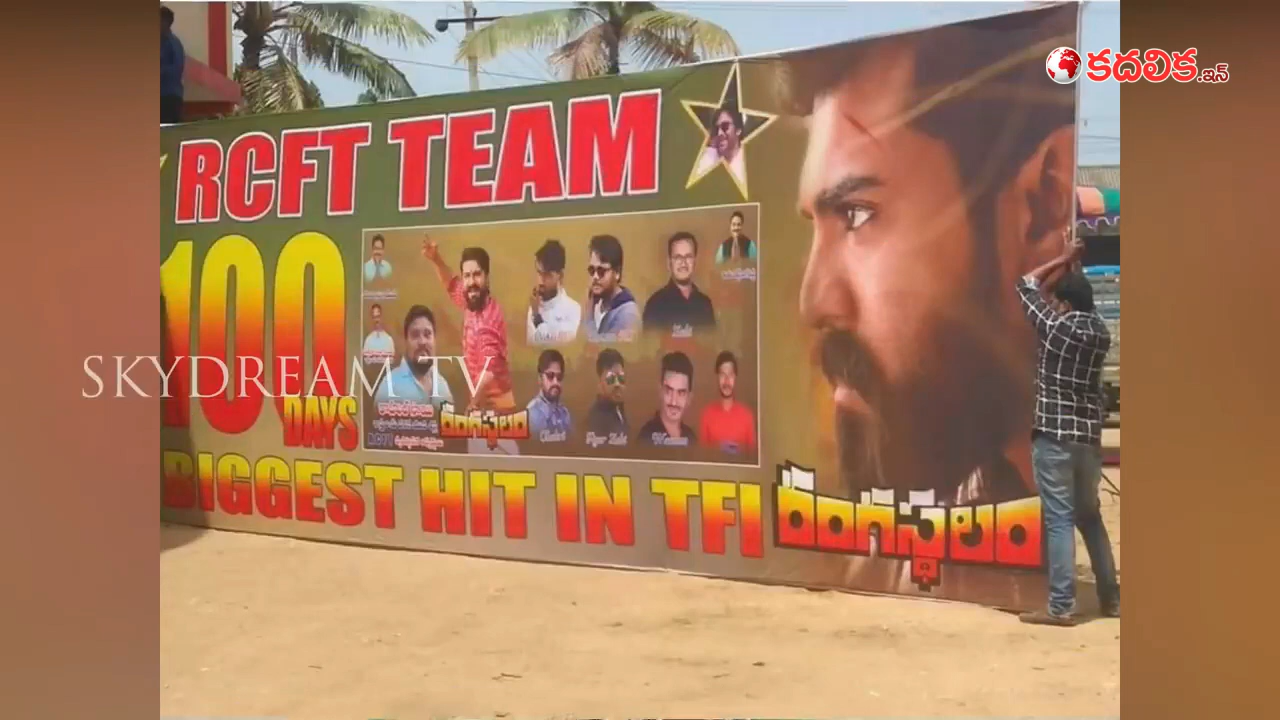 కదలిక.ఇన్
RCFT TEAM
100
DAYS
BIGGEST HIT IN TFI
రంగస్థలం
రంగస్థలం
SKYDREAM TV